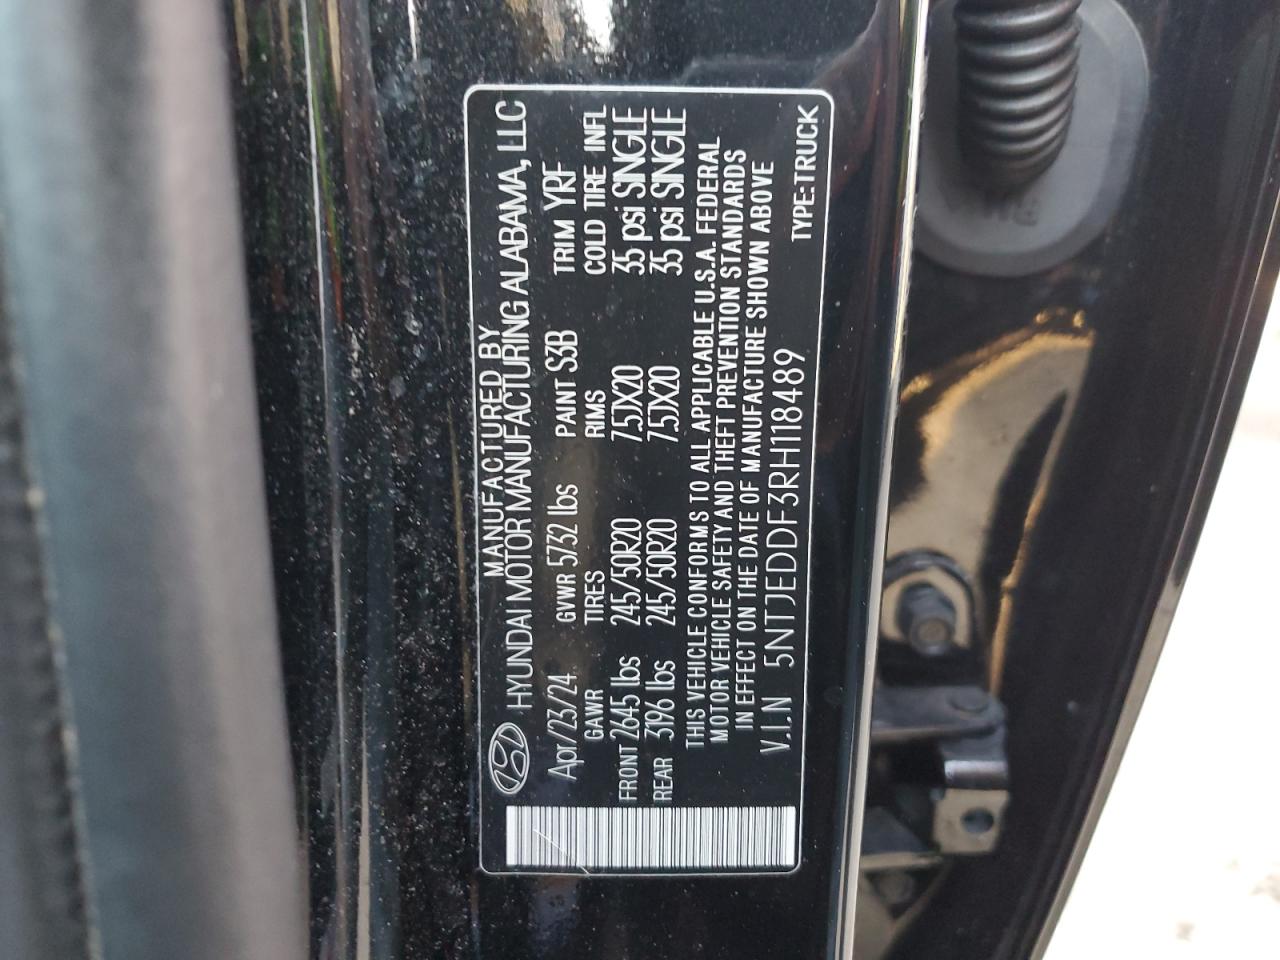 MANUFACTURED BY
HYUNDAI MOTOR MANUFACTURING ALABAMA, LLC
Apr/23/24 GVWR 5732 lbs PAINT S3B TRIM YRF
GAWR TIRES RIMS COLD TIRE INFL
FRONT 2645 lbs 245/50R20 7.5JX20 35 psi SINGLE
REAR 3196 lbs 245/50R20 7.5JX20 35 psi SINGLE
THIS VEHICLE CONFORMS TO ALL APPLICABLE U.S.A. FEDERAL
MOTOR VEHICLE SAFETY AND THEFT PREVENTION STANDARDS
IN EFFECT ON THE DATE OF MANUFACTURE SHOWN ABOVE
V.I.N 5NTJEDDF3RH118489
TYPE:TRUCK